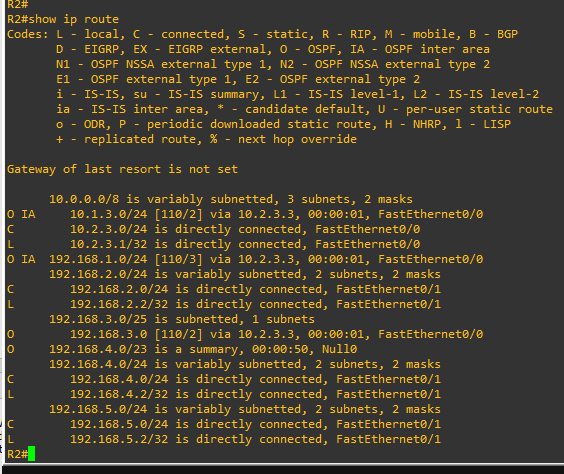 R2#
R2#show ip route
Codes: L - local, C - connected, S - static, R - RIP, M - mobile, B - BGP
D - EIGRP, EX - EIGRP external, O - OSPF, IA - OSPF inter area
N1 - OSPF NSSA external type 1, N2 - OSPF NSSA external type 2
E1 - OSPF external type 1, E2 - OSPF external type 2
i - IS-IS, su - IS-IS summary, L1 - IS-IS level-1, L2 - IS-IS level-2
ia - IS-IS inter area, * - candidate default, U - per-user static route
o - ODR, P - periodic downloaded static route, H - NHRP, l - LISP
+ - replicated route, % - next hop override
Gateway of last resort is not set
10.0.0.0/8 is variably subnetted, 3 subnets, 2 masks
O IA 10.1.3.0/24 [110/2] via 10.2.3.3, 00:00:01, FastEthernet0/0
C 10.2.3.0/24 is directly connected, FastEthernet0/0
L 10.2.3.1/32 is directly connected, FastEthernet0/0
O IA 192.168.1.0/24 [110/3] via 10.2.3.3, 00:00:01, FastEthernet0/0
192.168.2.0/24 is variably subnetted, 2 subnets, 2 masks
C 192.168.2.0/24 is directly connected, FastEthernet0/1
L 192.168.2.2/32 is directly connected, FastEthernet0/1
192.168.3.0/25 is subnetted, 1 subnets
O 192.168.3.0 [110/2] via 10.2.3.3, 00:00:01, FastEthernet0/0
O 192.168.4.0/23 is a summary, 00:00:50, Null0
192.168.4.0/24 is variably subnetted, 2 subnets, 2 masks
C 192.168.4.0/24 is directly connected, FastEthernet0/1
L 192.168.4.2/32 is directly connected, FastEthernet0/1
192.168.5.0/24 is variably subnetted, 2 subnets, 2 masks
C 192.168.5.0/24 is directly connected, FastEthernet0/1
L 192.168.5.2/32 is directly connected, FastEthernet0/1
R2#